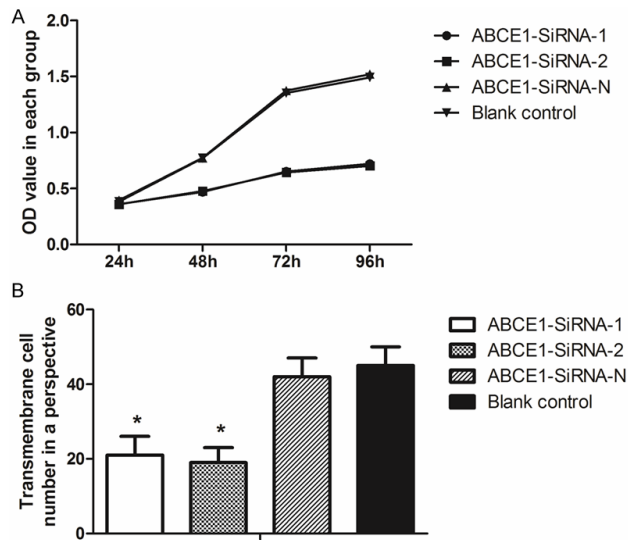 A
OD value in each group
2.0
1.5
1.0
0.5
0.0
24h 48h 72h 96h
ABCE1-SiRNA-1
ABCE1-SiRNA-2
ABCE1-SiRNA-N
Blank control
B
Transmembrane cell
number in a perspective
60
40
20
0
* *
ABCE1-SiRNA-1
ABCE1-SiRNA-2
ABCE1-SiRNA-N
Blank control